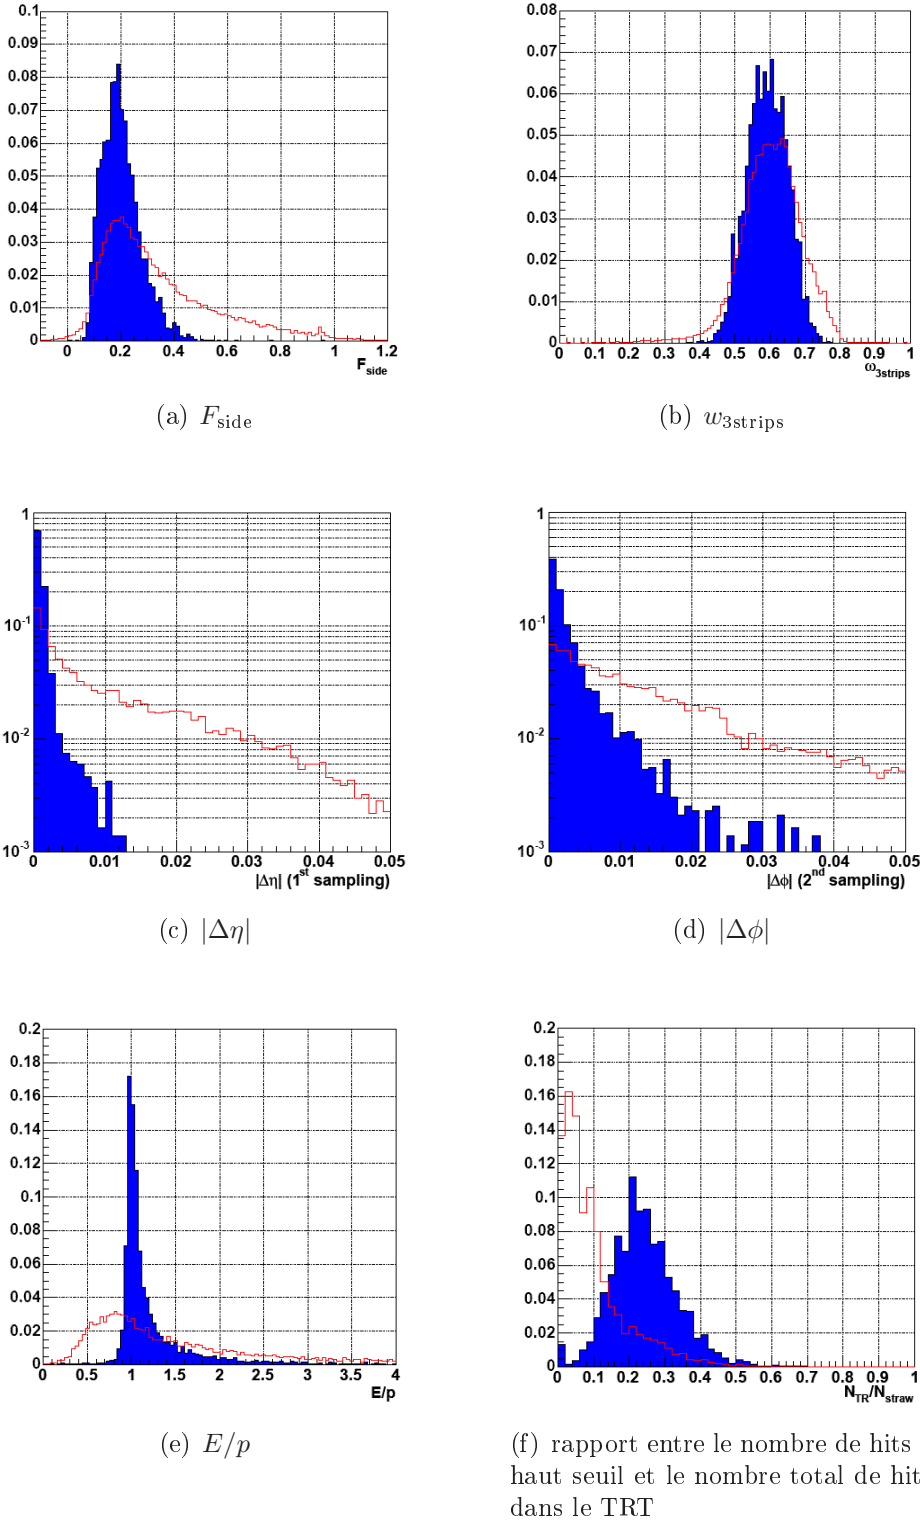 0.1
0.09
0.08
0.07
0.06
0.05
0.04
0.03
0.02
0.01
0
0 0.2 0.4 0.6 0.8 1 1.2
F_side
(a) F_side
0.08
0.07
0.06
0.05
0.04
0.03
0.02
0.01
0
0 0.1 0.2 0.3 0.4 0.5 0.6 0.7 0.8 0.9 1
ω_3strips
(b) w_3strips
1
10^-1
10^-2
10^-3
0 0.01 0.02 0.03 0.04 0.05
|Δη| (1^st sampling)
(c) |Δη|
1
10^-1
10^-2
10^-3
0 0.01 0.02 0.03 0.04 0.05
|Δϕ| (2^nd sampling)
(d) |Δϕ|
0.2
0.18
0.16
0.14
0.12
0.1
0.08
0.06
0.04
0.02
0
0 0.5 1 1.5 2 2.5 3 3.5 4
E/p
(e) E/p
0.2
0.18
0.16
0.14
0.12
0.1
0.08
0.06
0.04
0.02
0
0 0.1 0.2 0.3 0.4 0.5 0.6 0.7 0.8 0.9 1
N_TR/N_straw
(f) rapport entre le nombre de hits
haut seuil et le nombre total de hit
dans le TRT